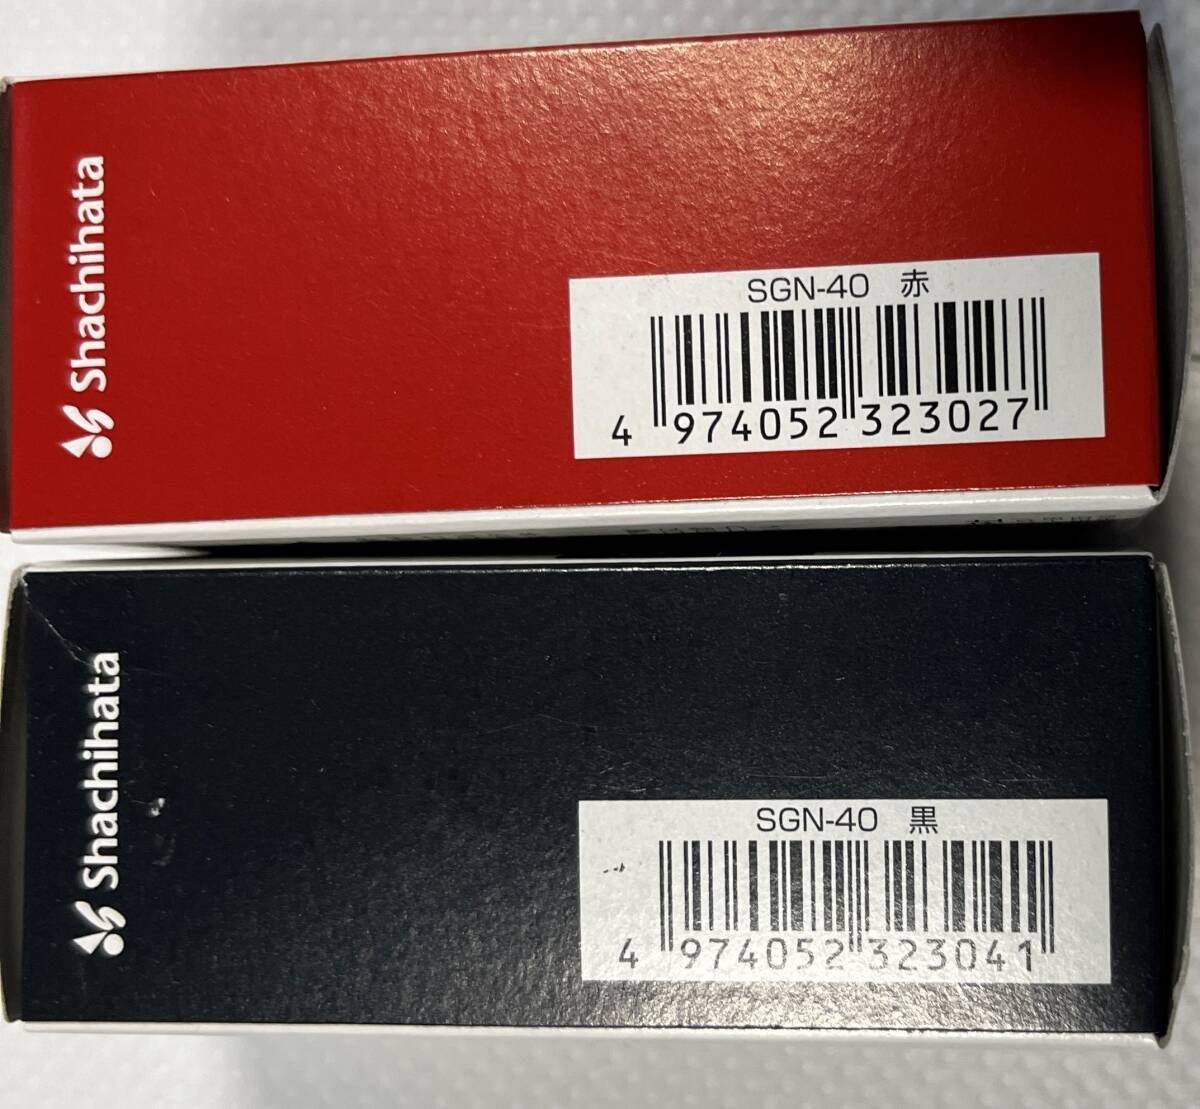 Shachihata
SGN-40 赤
4 974052 323027
Shachihata
SGN-40 黒
4 974052 323041